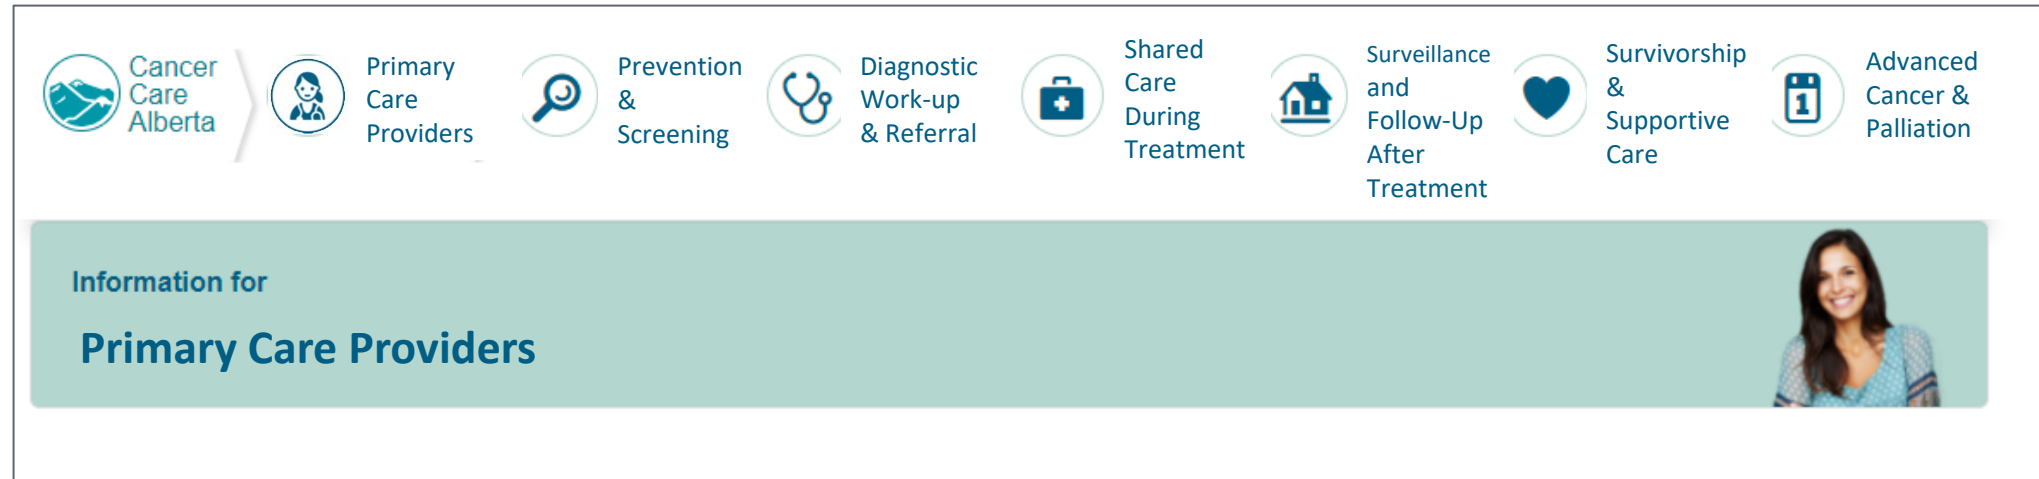 Cancer
Care
Alberta
Primary
Care
Providers
Prevention
&
Screening
Diagnostic
Work-up
& Referral
Shared
Care
During
Treatment
Surveillance
and
Follow-Up
After
Treatment
Survivorship
&
Supportive
Care
1
Advanced
Cancer &
Palliation
Information for
Primary Care Providers